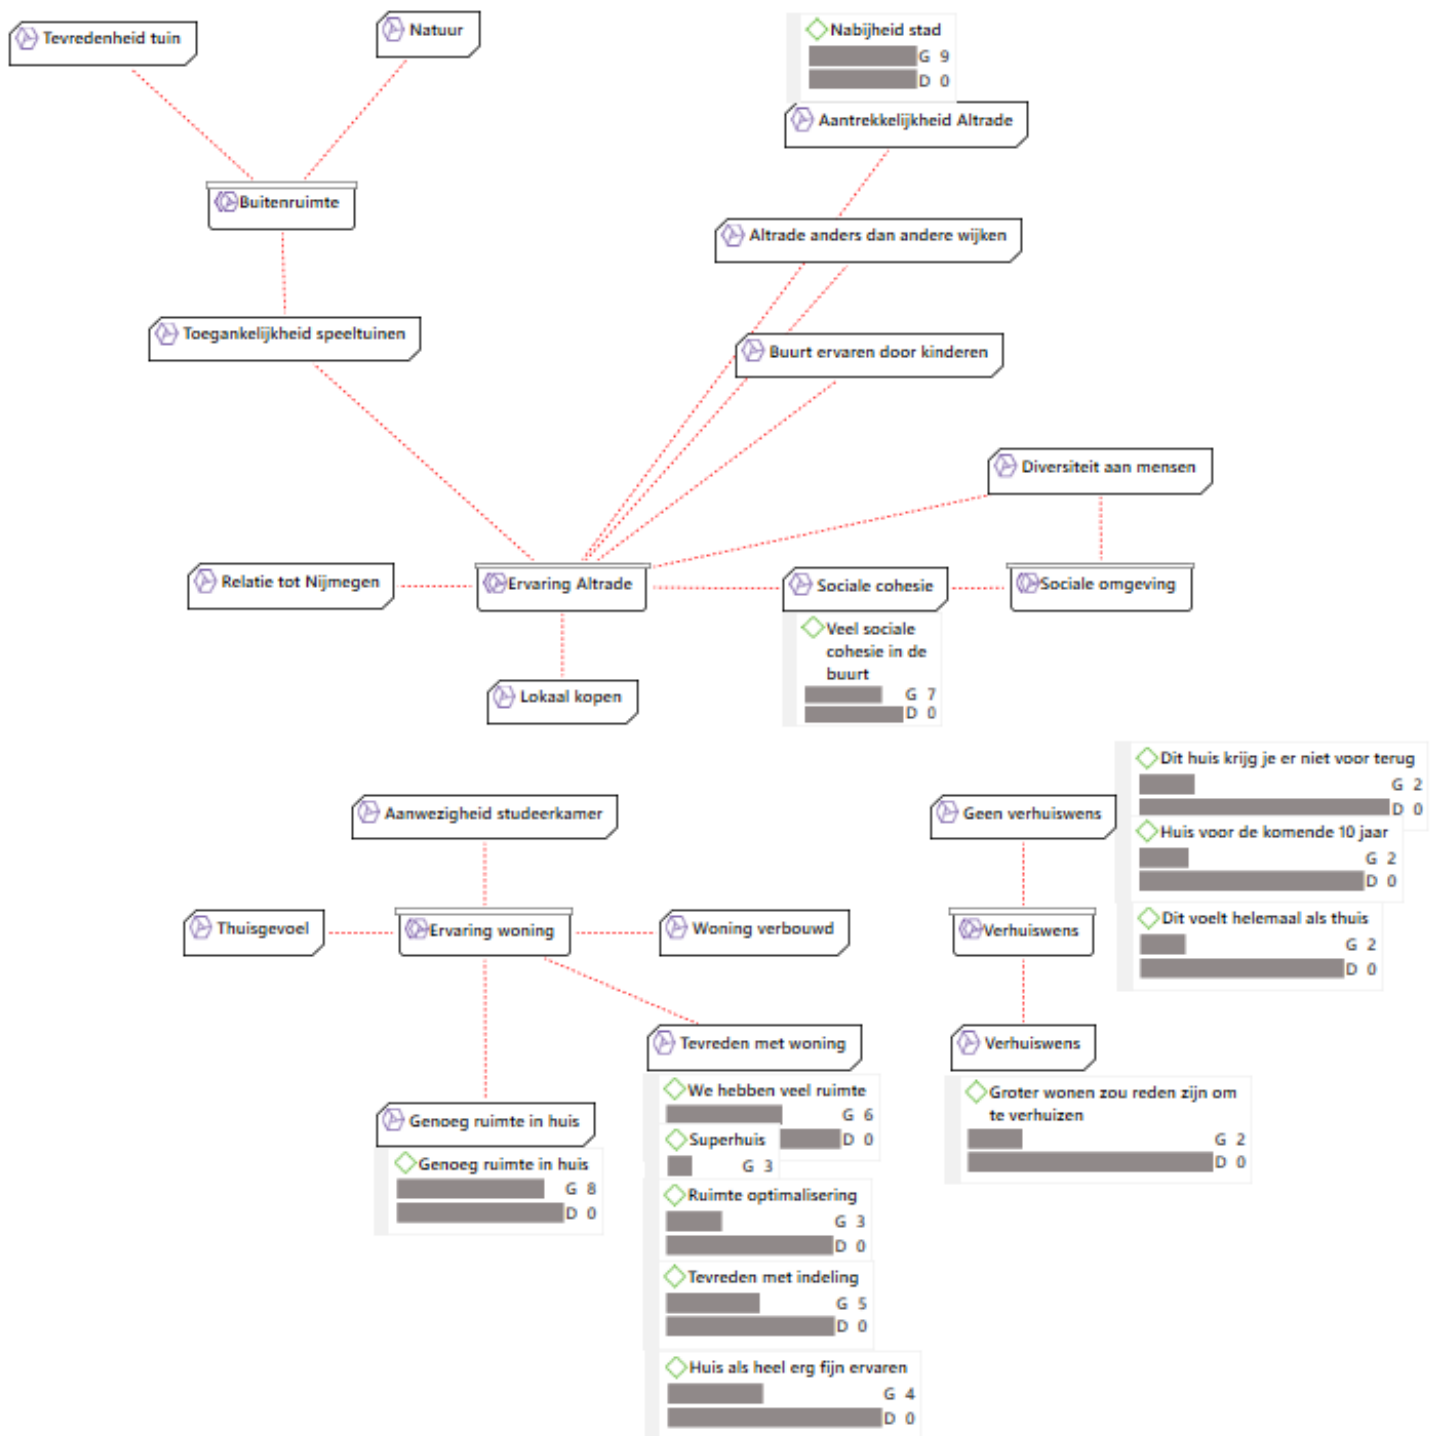 Tevredenheid tuin
Natuur
Nabijheid stad
G 9
D 0
Aantrekkelijkheid Altrade
Buitenruimte
Altrade anders dan andere wijken
Toegankelijkheid speeltuinen
Buurt ervaren door kinderen
Diversiteit aan mensen
Relatie tot Nijmegen
Ervaring Altrade
Sociale cohesie
Sociale omgeving
Veel sociale
cohesie in de
buurt
G 7
D 0
Lokaal kopen
Dit huis krijg je er niet voor terug
G 2
D 0
Aanwezigheid studeerkamer
Geen verhuiswens
Huis voor de komende 10 jaar
G 2
D 0
Thuisgevoel
Ervaring woning
Woning verbouwd
Verhuiswens
Dit voelt helemaal als thuis
G 2
D 0
Tevreden met woning
Verhuiswens
We hebben veel ruimte
G 6
D 0
Groter wonen zou reden zijn om
te verhuizen
G 2
D 0
Genoeg ruimte in huis
Superhuis
G 3
Genoeg ruimte in huis
G 8
D 0
Ruimte optimalisering
G 3
D 0
Tevreden met indeling
G 5
D 0
Huis als heel erg fijn ervaren
G 4
D 0